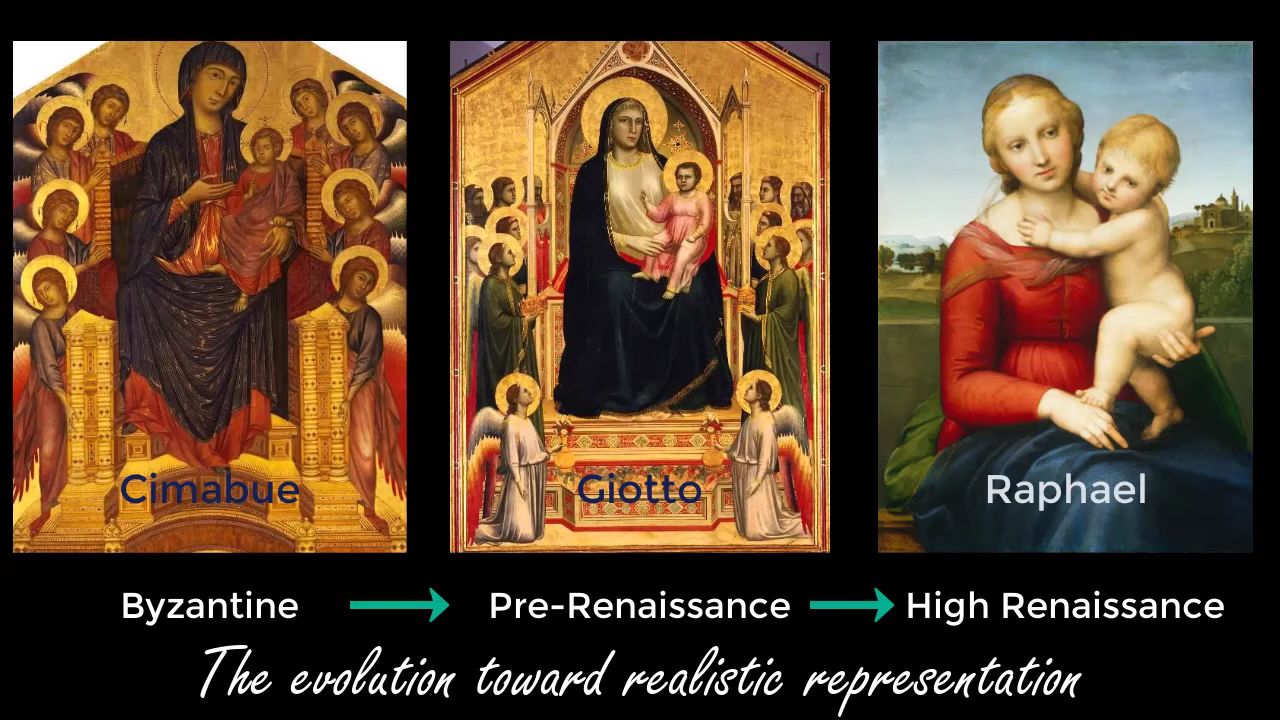 Cimabue
Giotto
Raphael
Byzantine
Pre-Renaissance
High Renaissance
The evolution toward realistic representation